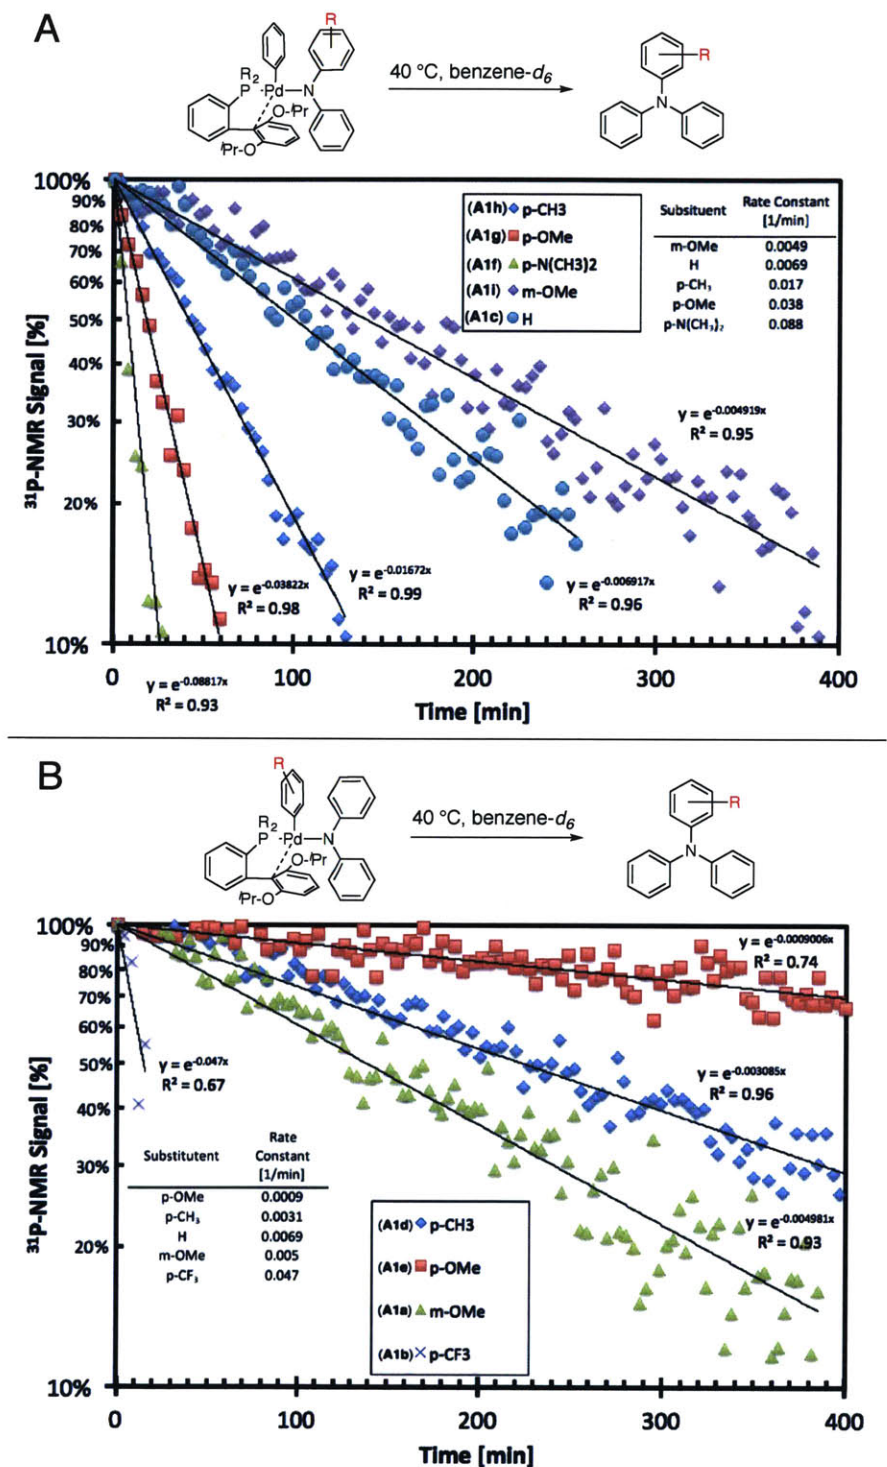 A
R
R2
P Pd N
O-iPr
iPr-O
40 °C, benzene-d6
R
N
31P-NMR Signal [%]
100%
90%
80%
70%
60%
50%
40%
30%
20%
10%
(A1h) p-CH3
(A1g) p-OMe
(A1f) p-N(CH3)2
(A1i) m-OMe
(A1c) H
Subsituent Rate Constant [1/min]
m-OMe 0.0049
H 0.0069
p-CH3 0.017
p-OMe 0.038
p-N(CH3)2 0.088
y = e-0.004919x
R² = 0.95
y = e-0.03822x
R² = 0.98
y = e-0.01672x
R² = 0.99
y = e-0.006917x
R² = 0.96
0 100 200 300 400
y = e-0.08817x
R² = 0.93
Time [min]
B
R
R2
P Pd N
O-iPr
iPr-O
40 °C, benzene-d6
R
N
31P-NMR Signal [%]
100%
90%
80%
70%
60%
50%
40%
30%
20%
10%
y = e-0.0009006x
R² = 0.74
y = e-0.047x
R² = 0.67
y = e-0.003085x
R² = 0.96
y = e-0.004981x
R² = 0.93
Substitutent Rate Constant [1/min]
p-OMe 0.0009
p-CH3 0.0031
H 0.0069
m-OMe 0.005
p-CF3 0.047
(A1d) p-CH3
(A1e) p-OMe
(A1a) m-OMe
(A1b) p-CF3
0 100 200 300 400
Time [min]